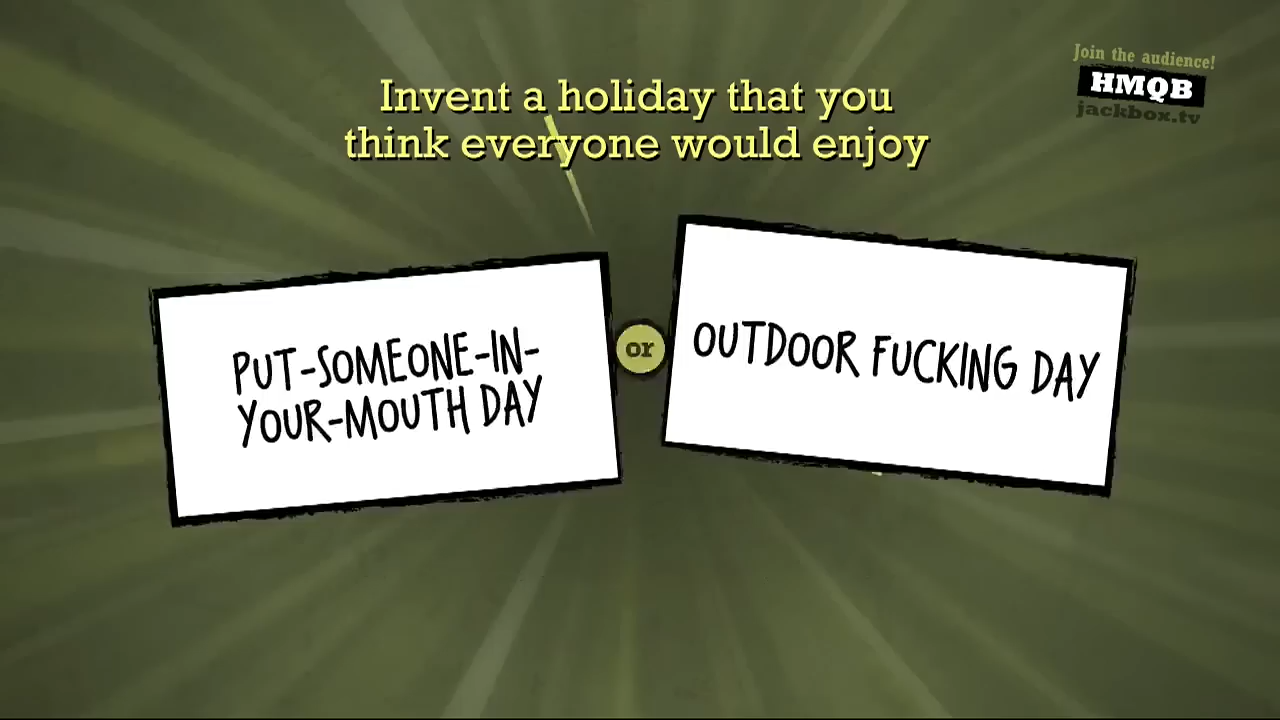 Join the audience!
HMQB
jackbox.tv
Invent a holiday that you
think everyone would enjoy
PUT-SOMEONE-IN-
YOUR-MOUTH DAY
or
OUTDOOR FUCKING DAY